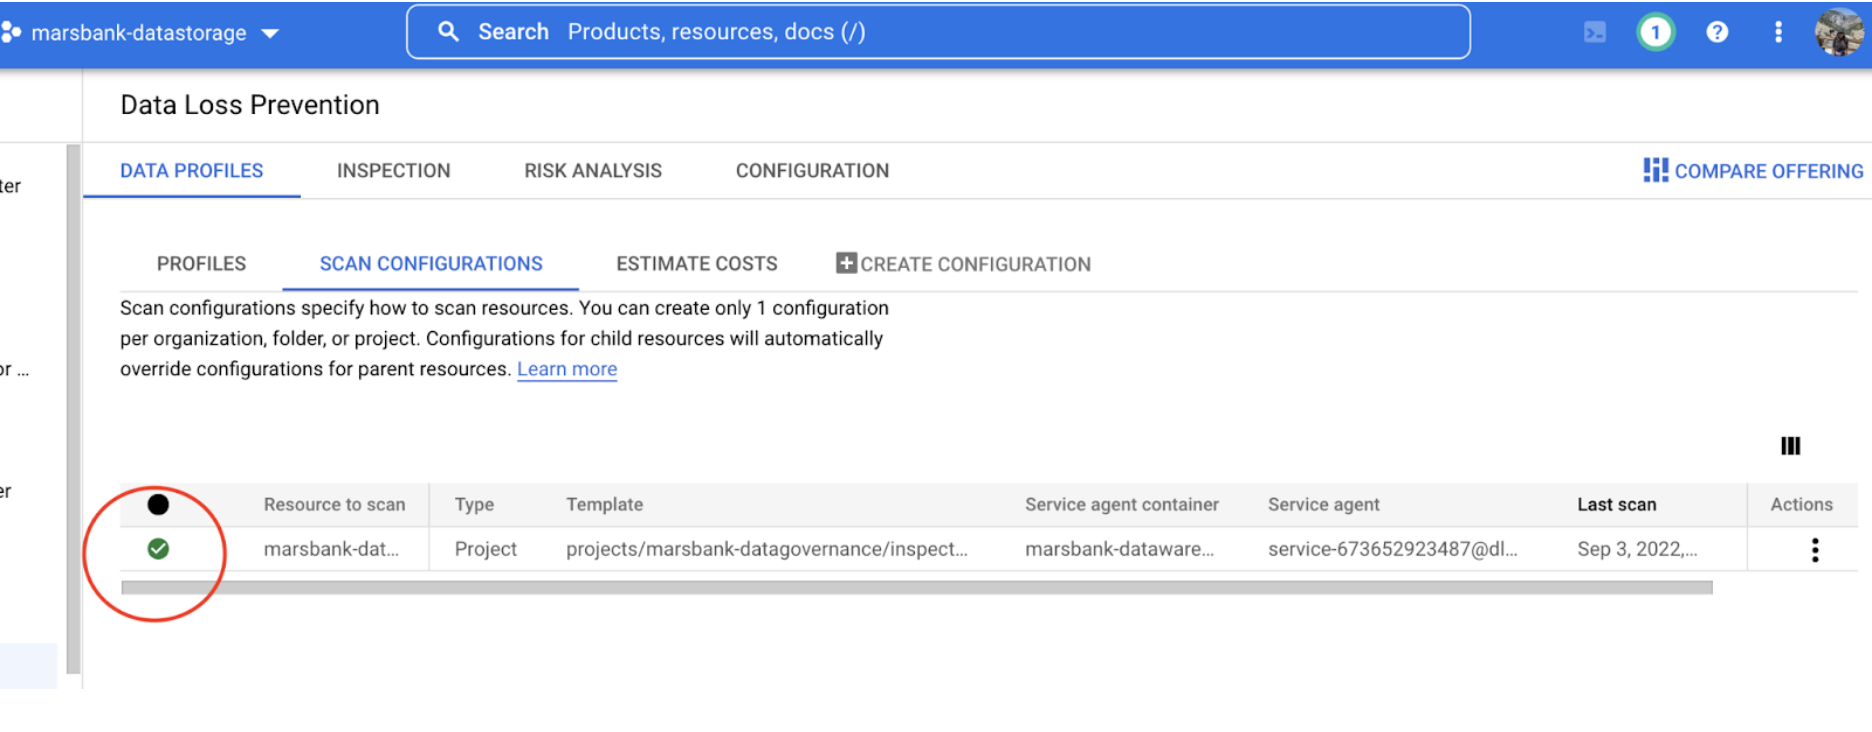 marsbank-datastorage
Search Products, resources, docs (/)
1
?
Data Loss Prevention
DATA PROFILES INSPECTION RISK ANALYSIS CONFIGURATION COMPARE OFFERING
ter
PROFILES SCAN CONFIGURATIONS ESTIMATE COSTS CREATE CONFIGURATION
Scan configurations specify how to scan resources. You can create only 1 configuration
per organization, folder, or project. Configurations for child resources will automatically
override configurations for parent resources. Learn more
or ...
er
Resource to scan Type Template Service agent container Service agent Last scan Actions
marsbank-dat... Project projects/marsbank-datagovernance/inspect... marsbank-dataware... service-673652923487@dl... Sep 3, 2022,...